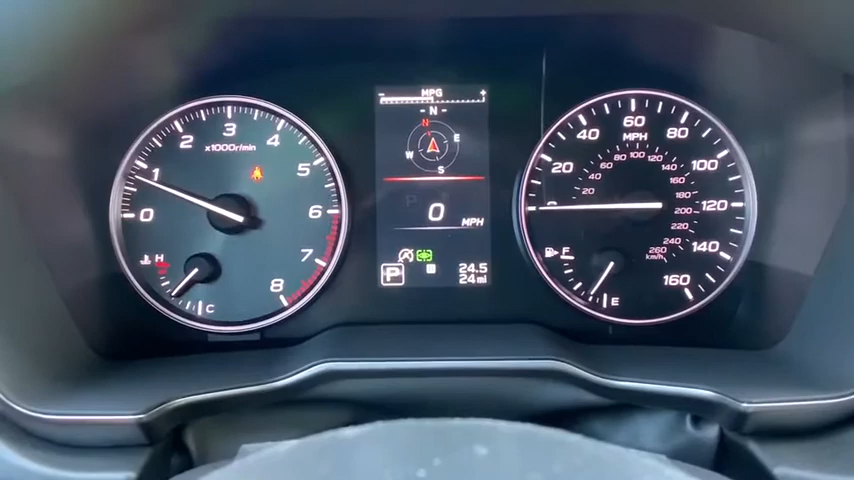 0
1
2
3
4
5
6
7
8
x1000r/min
H
C
- MPG +
- N -
N
E
W
S
0 MPH
P
24.5
24 mi
20
40
60
80
100
120
140
160
MPH
20
40
60
80
100
120
140
160
180
200
220
240
260
km/h
F
E